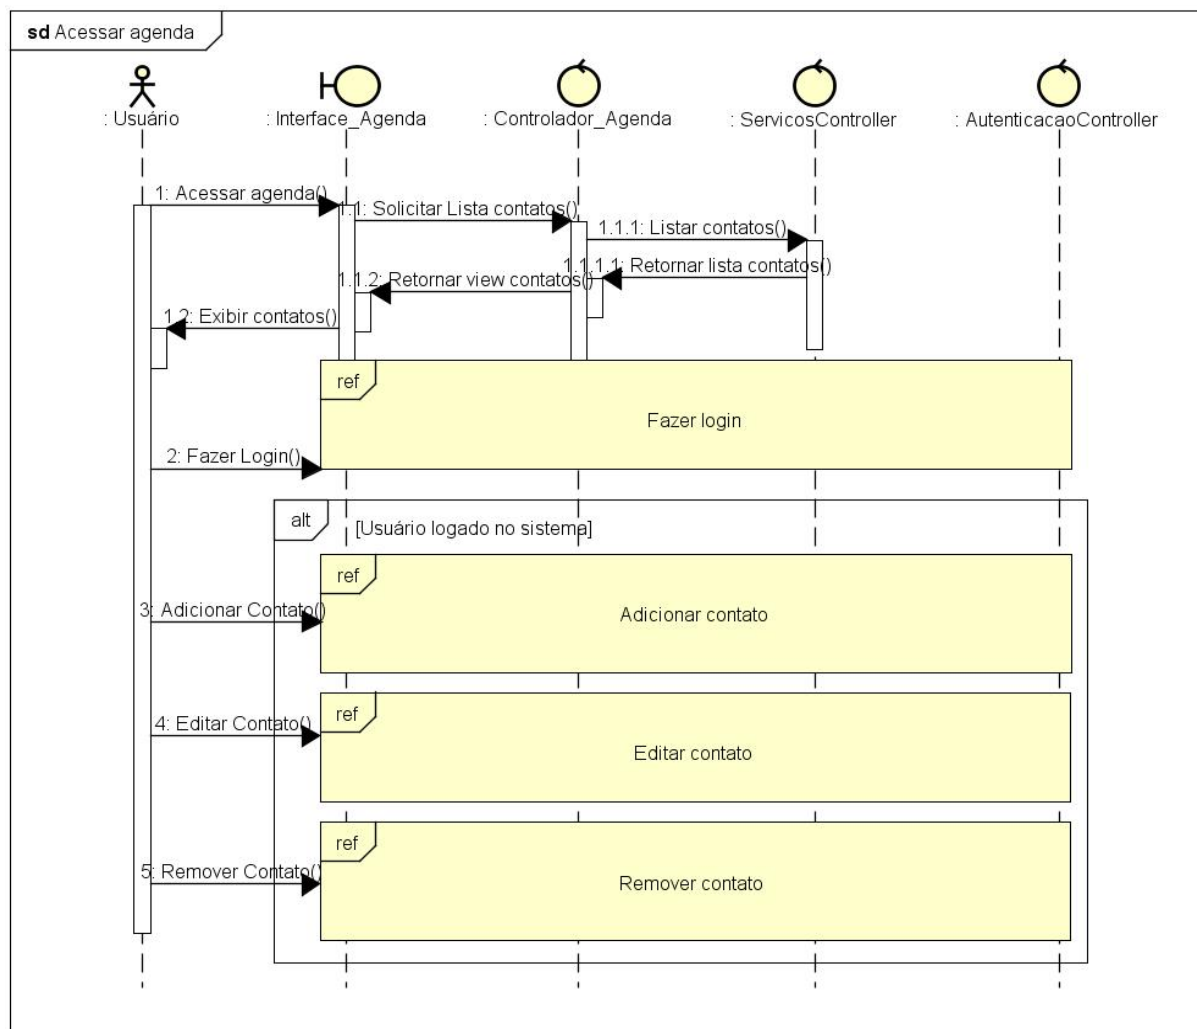 sd Acessar agenda
: Usuário
: Interface_Agenda
: Controlador_Agenda
: ServicosController
: AutenticacaoController
1: Acessar agenda()
1.1: Solicitar Lista contatos()
1.1.1: Listar contatos()
1.1.1.1: Retornar lista contatos()
1.1.2: Retornar view contatos()
1.2: Exibir contatos()
ref
Fazer login
2: Fazer Login()
alt
[Usuário logado no sistema]
ref
3: Adicionar Contato()
Adicionar contato
ref
4: Editar Contato()
Editar contato
ref
5: Remover Contato()
Remover contato